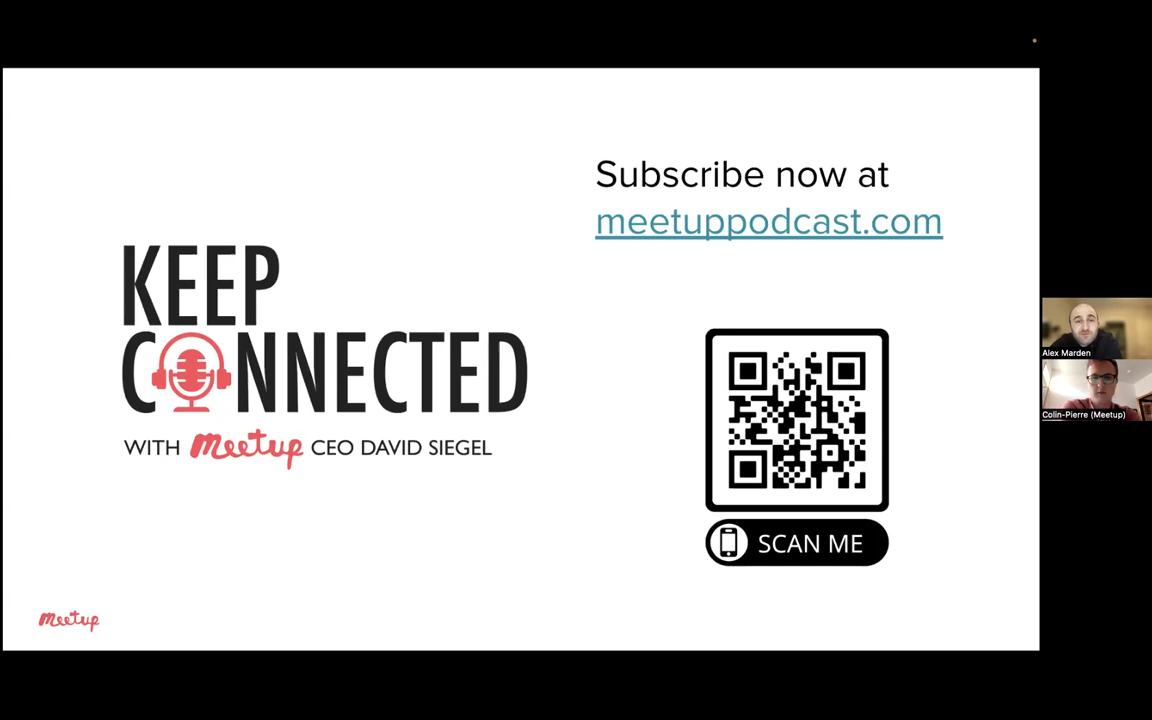 Subscribe now at
meetuppodcast.com
KEEP
CONNECTED
WITH meetup CEO DAVID SIEGEL
SCAN ME
meetup
Alex Marden
Colin-Pierre (Meetup)